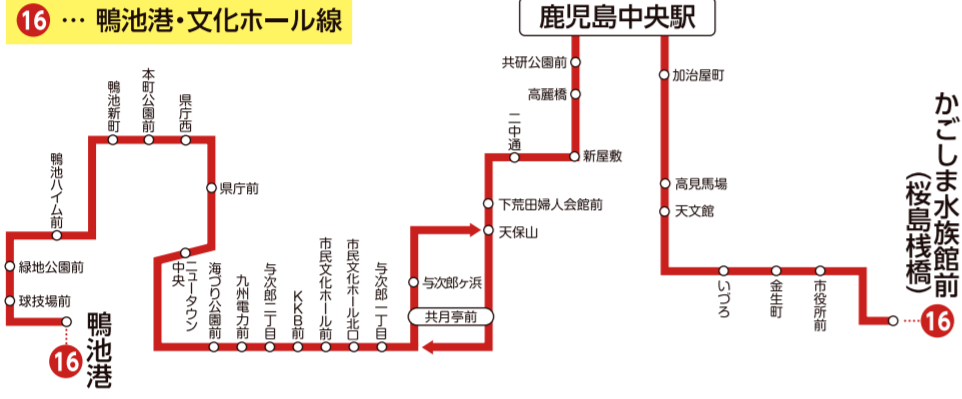 16 … 鴨池港・文化ホール線
鹿児島中央駅
共研公園前
高麗橋
新屋敷
二中通
下荒田婦人会館前
天保山
与次郎ヶ浜
共月亭前
与次郎一丁目
市民文化ホール北口
市民文化ホール前
KKB前
与次郎二丁目
九州電力前
海づり公園前
ニュータウン
中央
県庁前
県庁西
本町公園前
鴨池新町
鴨池ハイム前
緑地公園前
球技場前
鴨池港
16
加治屋町
高見馬場
天文館
いづろ
金生町
市役所前
かごしま水族館前
(桜島桟橋)
16